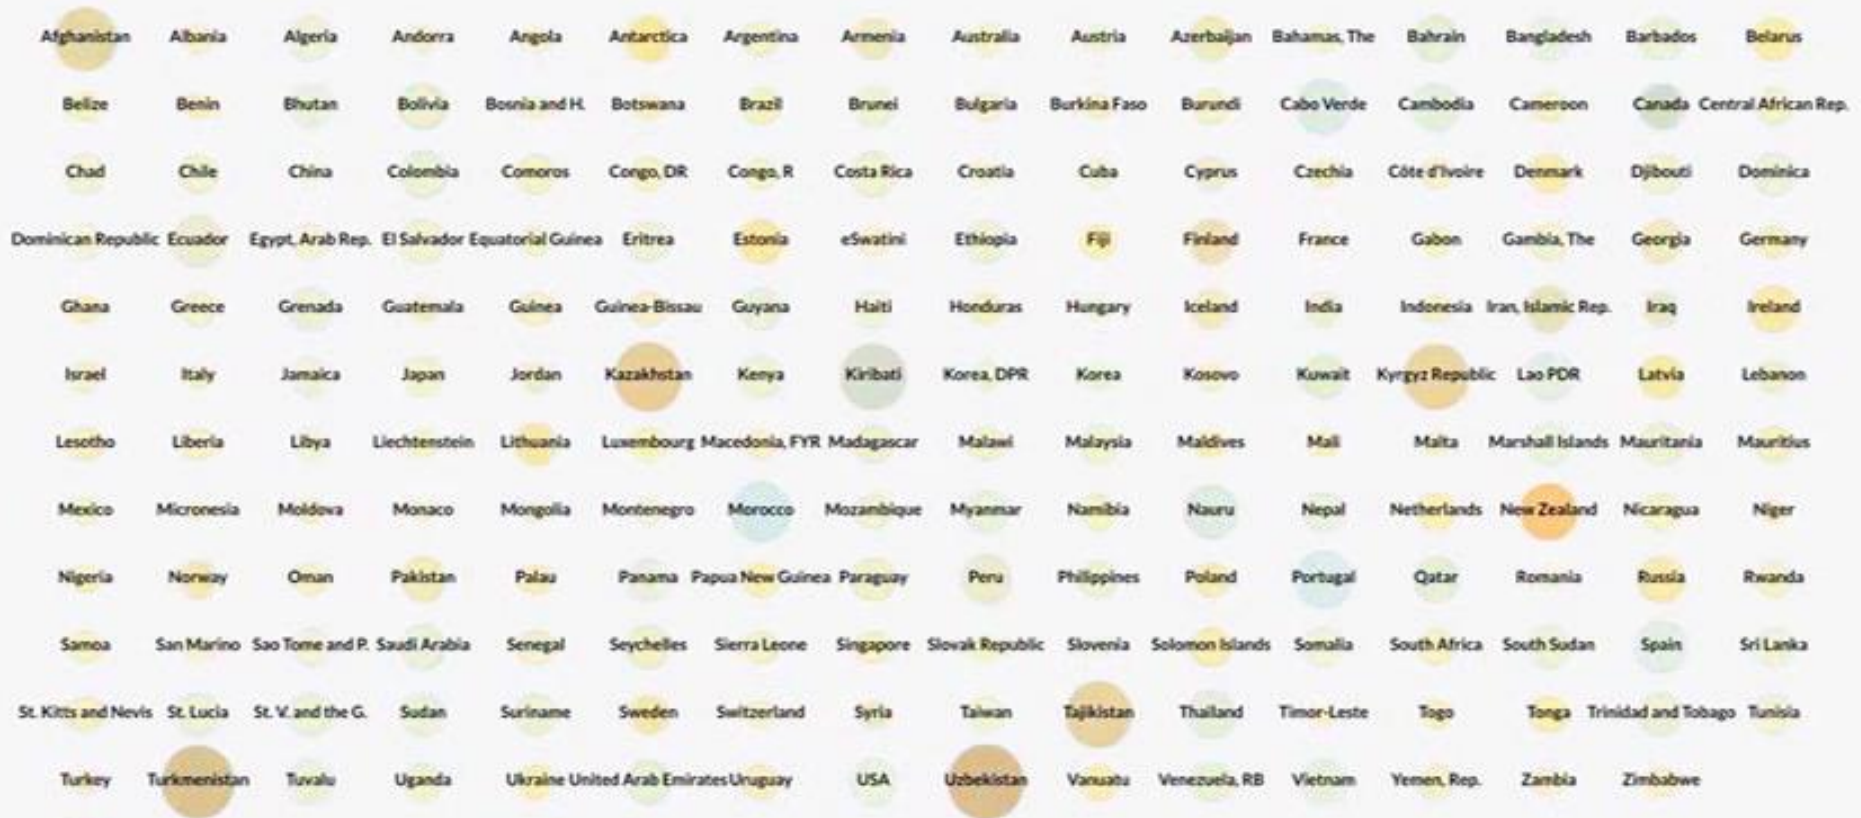 Afghanistan Albania Algeria Andorra Angola Antarctica Argentina Armenia Australia Austria Azerbaijan Bahamas, The Bahrain Bangladesh Barbados Belarus
Belize Benin Bhutan Bolivia Bosnia and H. Botswana Brazil Brunei Bulgaria Burkina Faso Burundi Cabo Verde Cambodia Cameroon Canada Central African Rep.
Chad Chile China Colombia Comoros Congo, DR Congo, R Costa Rica Croatia Cuba Cyprus Czechia Côte d'Ivoire Denmark Djibouti Dominica
Dominican Republic Ecuador Egypt, Arab Rep. El Salvador Equatorial Guinea Eritrea Estonia eSwatini Ethiopia Fiji Finland France Gabon Gambia, The Georgia Germany
Ghana Greece Grenada Guatemala Guinea Guinea-Bissau Guyana Haiti Honduras Hungary Iceland India Indonesia Iran, Islamic Rep. Iraq Ireland
Israel Italy Jamaica Japan Jordan Kazakhstan Kenya Kiribati Korea, DPR Korea Kosovo Kuwait Kyrgyz Republic Lao PDR Latvia Lebanon
Lesotho Liberia Libya Liechtenstein Lithuania Luxembourg Macedonia, FYR Madagascar Malawi Malaysia Maldives Mali Malta Marshall Islands Mauritania Mauritius
Mexico Micronesia Moldova Monaco Mongolia Montenegro Morocco Mozambique Myanmar Namibia Nauru Nepal Netherlands New Zealand Nicaragua Niger
Nigeria Norway Oman Pakistan Palau Panama Papua New Guinea Paraguay Peru Philippines Poland Portugal Qatar Romania Russia Rwanda
Samoa San Marino Sao Tome and P. Saudi Arabia Senegal Seychelles Sierra Leone Singapore Slovak Republic Slovenia Solomon Islands Somalia South Africa South Sudan Spain Sri Lanka
St. Kitts and Nevis St. Lucia St. V. and the G. Sudan Suriname Sweden Switzerland Syria Taiwan Tajikistan Thailand Timor-Leste Togo Tonga Trinidad and Tobago Tunisia
Turkey Turkmenistan Tuvalu Uganda Ukraine United Arab Emirates Uruguay USA Uzbekistan Vanuatu Venezuela, RB Vietnam Yemen, Rep. Zambia Zimbabwe